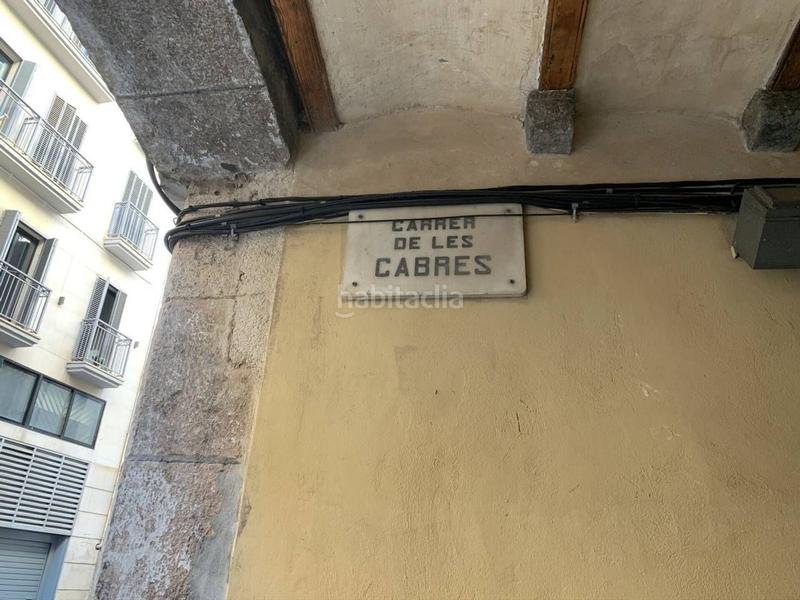 CARRER
DE LES
CABRES
habitaclia